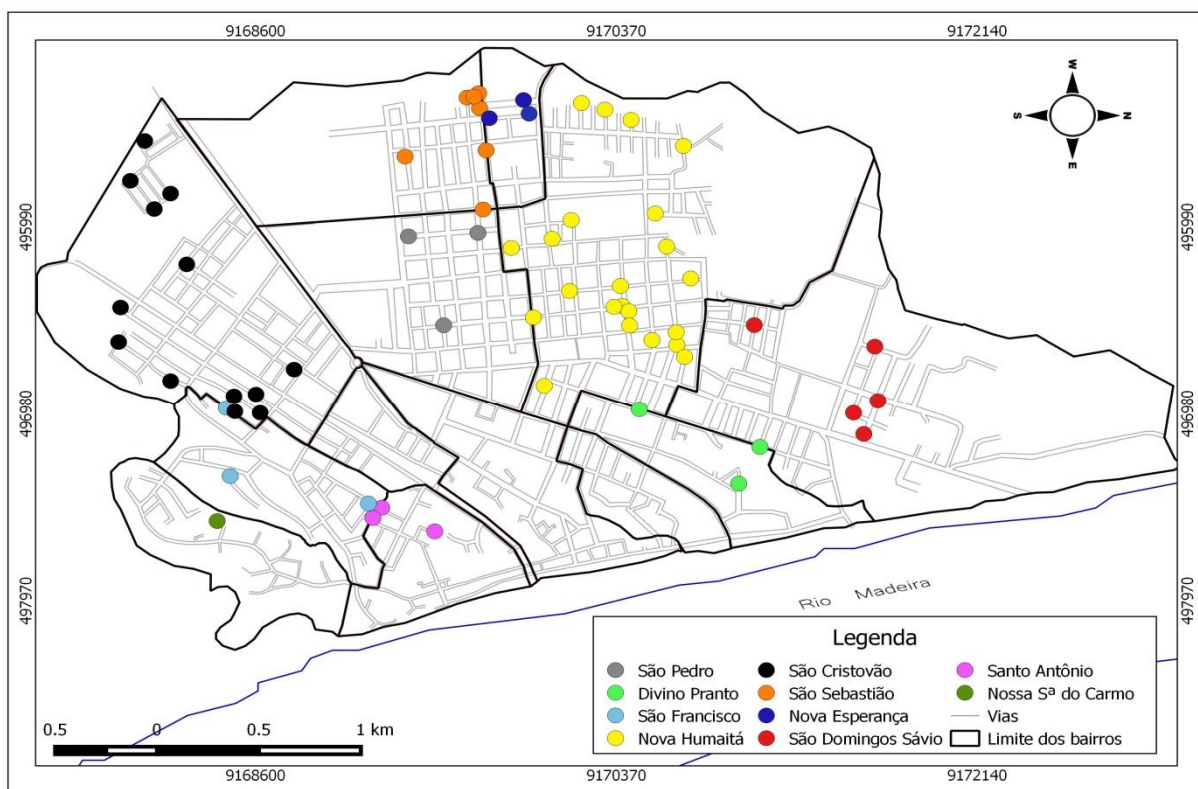 9168600 9170370 9172140
W
S N
E
495990 495990
496980 496980
497970 497970
Rio Madeira
Legenda
São Pedro São Cristovão Santo Antônio
Divino Pranto São Sebastião Nossa Sª do Carmo
São Francisco Nova Esperança Vias
Nova Humaitá São Domingos Sávio Limite dos bairros
0.5 0 0.5 1 km
9168600 9170370 9172140